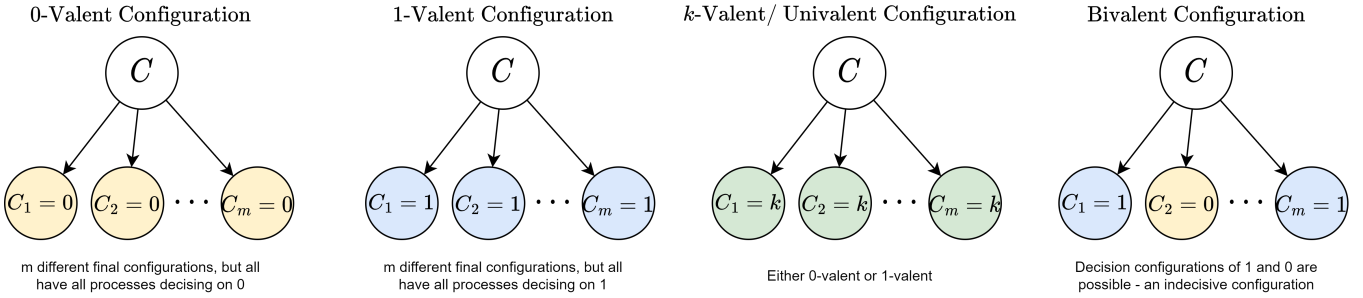 0-Valent Configuration
C
C₁ = 0
C₂ = 0
···
Cₘ = 0
m different final configurations, but all
have all processes decising on 0
1-Valent Configuration
C
C₁ = 1
C₂ = 1
···
Cₘ = 1
m different final configurations, but all
have all processes decising on 1
k-Valent/ Univalent Configuration
C
C₁ = k
C₂ = k
···
Cₘ = k
Either 0-valent or 1-valent
Bivalent Configuration
C
C₁ = 1
C₂ = 0
···
Cₘ = 1
Decision configurations of 1 and 0 are
possible - an indecisive configuration